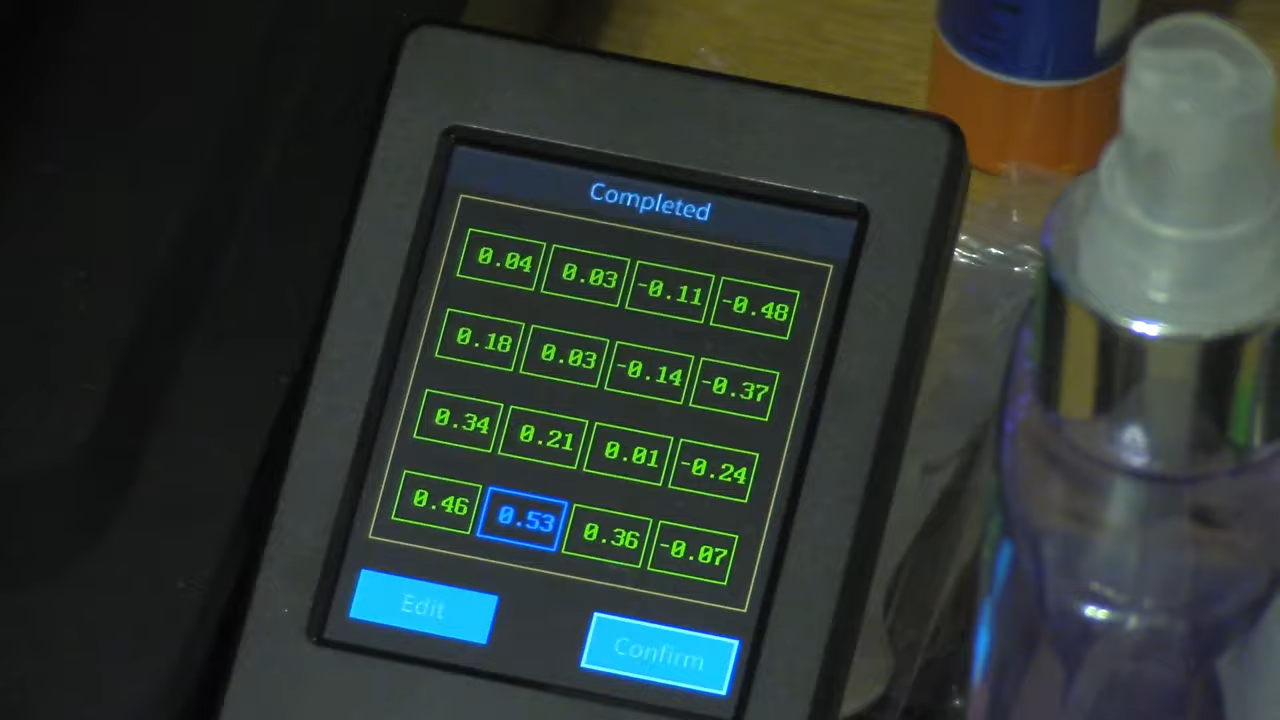 Completed
0.04 0.03 -0.11 -0.48
0.18 0.03 -0.14 -0.37
0.34 0.21 0.01 -0.24
0.46 0.53 0.36 -0.07
Edit Confirm